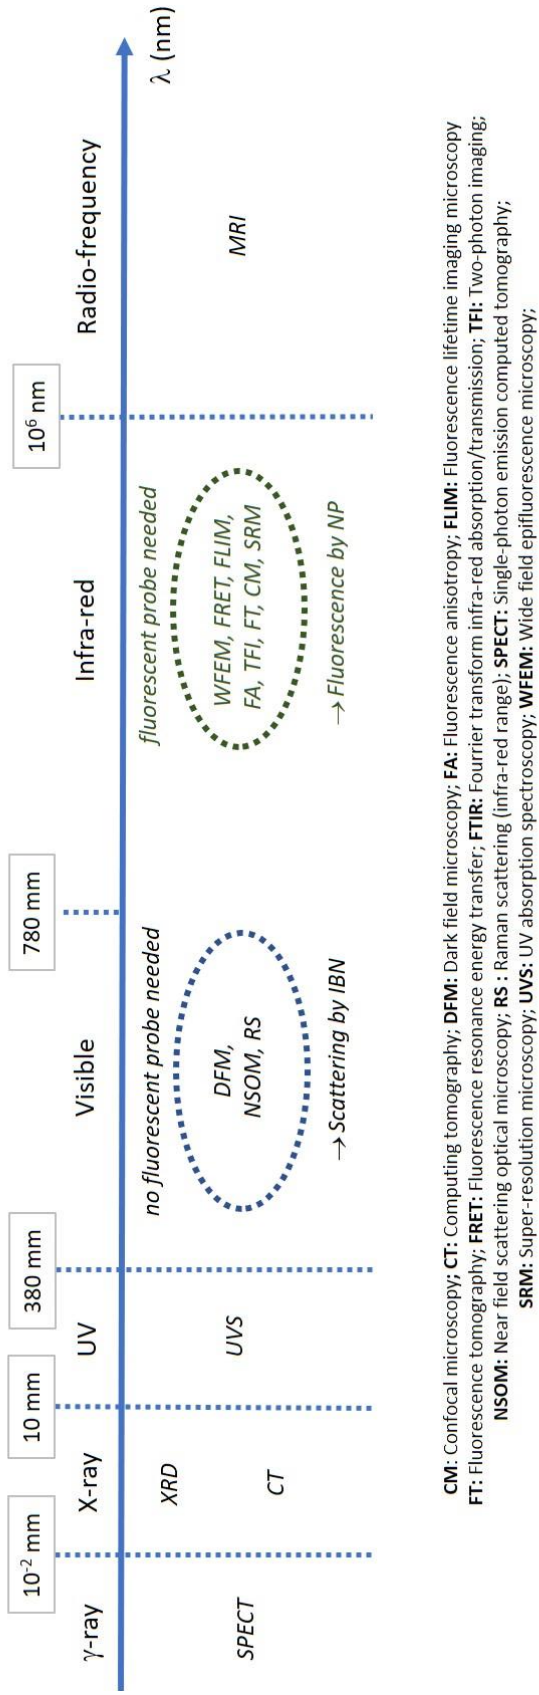 10⁻² mm
10 mm
380 mm
780 mm
10⁶ nm
γ-ray
X-ray
UV
Visible
Infra-red
Radio-frequency
λ (nm)
SPECT
XRD
CT
UVS
no fluorescent probe needed
DFM,
NSOM, RS
→ Scattering by IBN
fluorescent probe needed
WFEM, FRET, FLIM,
FA, TFI, FT, CM, SRM
→ Fluorescence by NP
MRI
CM: Confocal microscopy; CT: Computing tomography; DFM: Dark field microscopy; FA: Fluorescence anisotropy; FLIM: Fluorescence lifetime imaging microscopy
FT: Fluorescence tomography; FRET: Fluorescence resonance energy transfer; FTIR: Fourrier transform infra-red absorption/transmission; TFI: Two-photon imaging;
NSOM: Near field scattering optical microscopy; RS : Raman scattering (infra-red range); SPECT: Single-photon emission computed tomography;
SRM: Super-resolution microscopy; UVS: UV absorption spectroscopy; WFEM: Wide field epifluorescence microscopy;